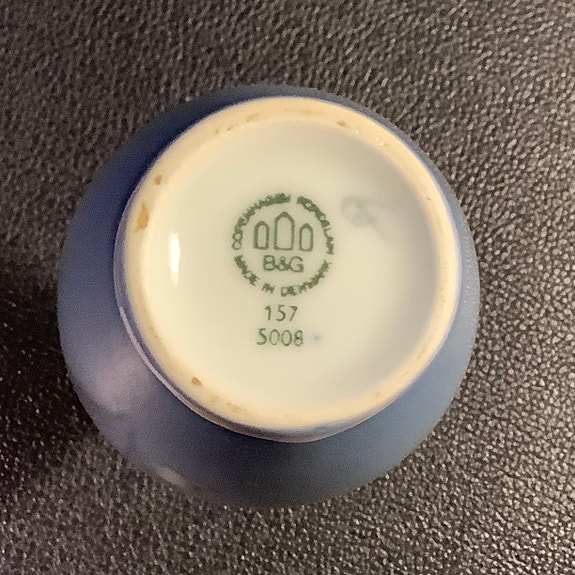 COPENHAGEN PORCELAIN
B&G
MADE IN DENMARK
157
5008